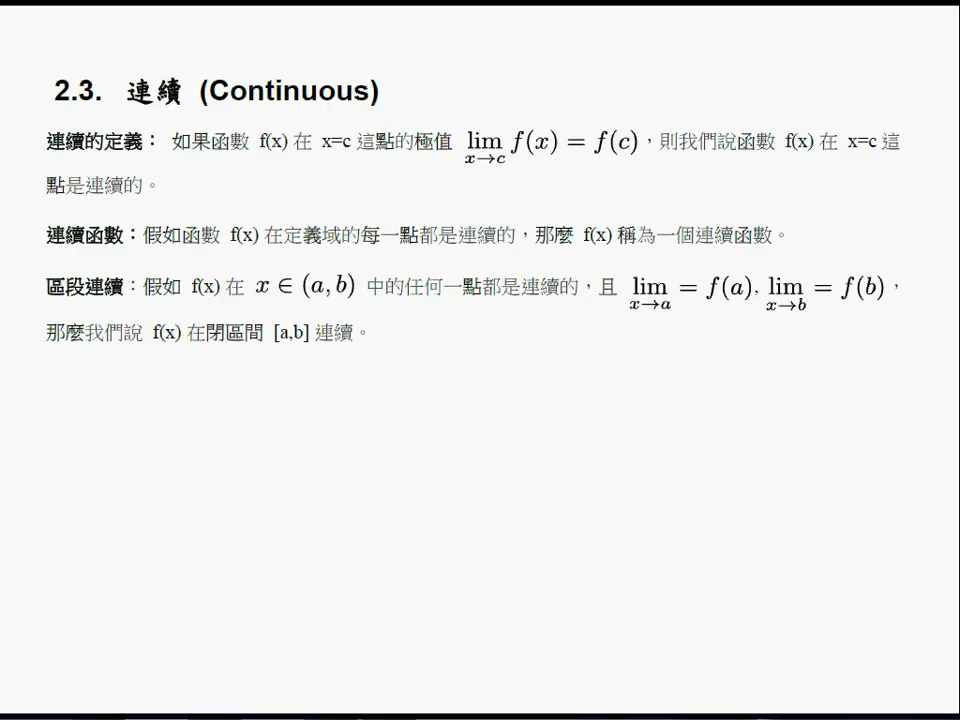 2.3. 連續 (Continuous)
連續的定義： 如果函數 f(x) 在 x=c 這點的極值 lim x→c f(x) = f(c)，則我們說函數 f(x) 在 x=c 這
點是連續的。
連續函數：假如函數 f(x) 在定義域的每一點都是連續的，那麼 f(x) 稱為一個連續函數。
區段連續：假如 f(x) 在 x ∈ (a, b) 中的任何一點都是連續的，且 lim x→a = f(a), lim x→b = f(b)，
那麼我們說 f(x) 在閉區間 [a,b] 連續。